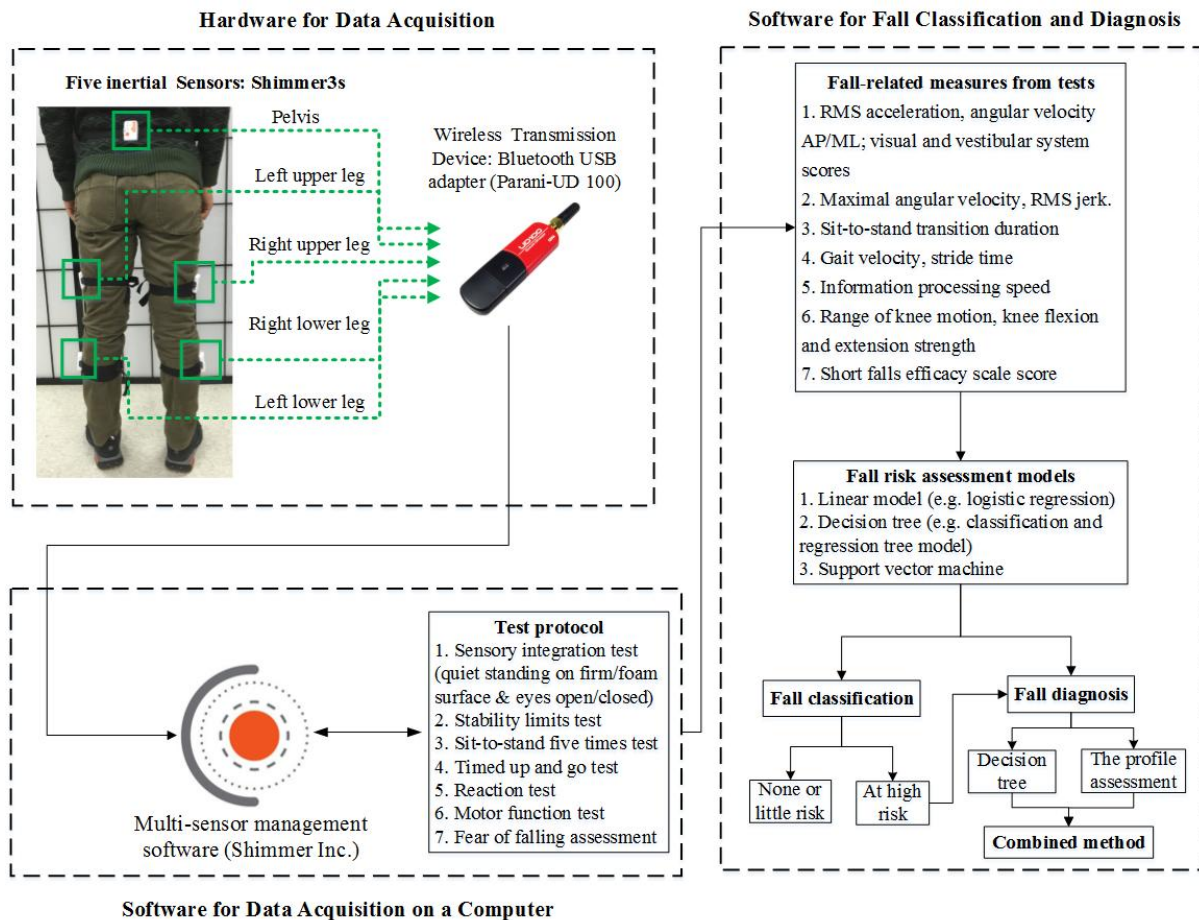 Hardware for Data Acquisition
Five inertial Sensors: Shimmer3s
Pelvis
Left upper leg
Right upper leg
Right lower leg
Left lower leg
Wireless Transmission
Device: Bluetooth USB
adapter (Parani-UD 100)
UD100
Multi-sensor management
software (Shimmer Inc.)
Test protocol
1. Sensory integration test
(quiet standing on firm/foam
surface & eyes open/closed)
2. Stability limits test
3. Sit-to-stand five times test
4. Timed up and go test
5. Reaction test
6. Motor function test
7. Fear of falling assessment
Software for Data Acquisition on a Computer
Software for Fall Classification and Diagnosis
Fall-related measures from tests
1. RMS acceleration, angular velocity
AP/ML; visual and vestibular system
scores
2. Maximal angular velocity, RMS jerk.
3. Sit-to-stand transition duration
4. Gait velocity, stride time
5. Information processing speed
6. Range of knee motion, knee flexion
and extension strength
7. Short falls efficacy scale score
Fall risk assessment models
1. Linear model (e.g. logistic regression)
2. Decision tree (e.g. classification and
regression tree model)
3. Support vector machine
Fall classification
None or
little risk
At high
risk
Fall diagnosis
Decision
tree
The profile
assessment
Combined method